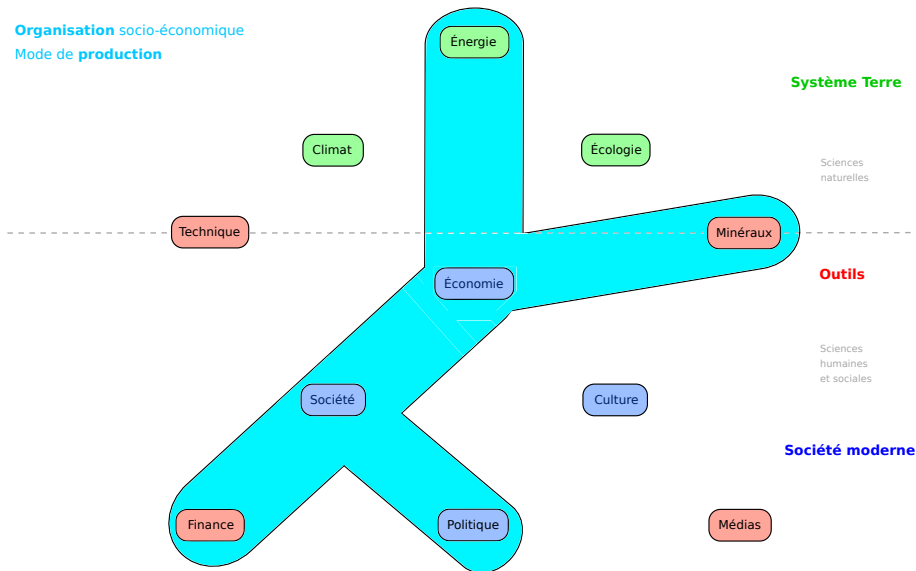 Organisation socio-économique
Mode de production
Énergie
Système Terre
Climat
Écologie
Sciences
naturelles
Technique
Minéraux
Outils
Économie
Sciences
humaines
et sociales
Société
Culture
Société moderne
Finance
Politique
Médias